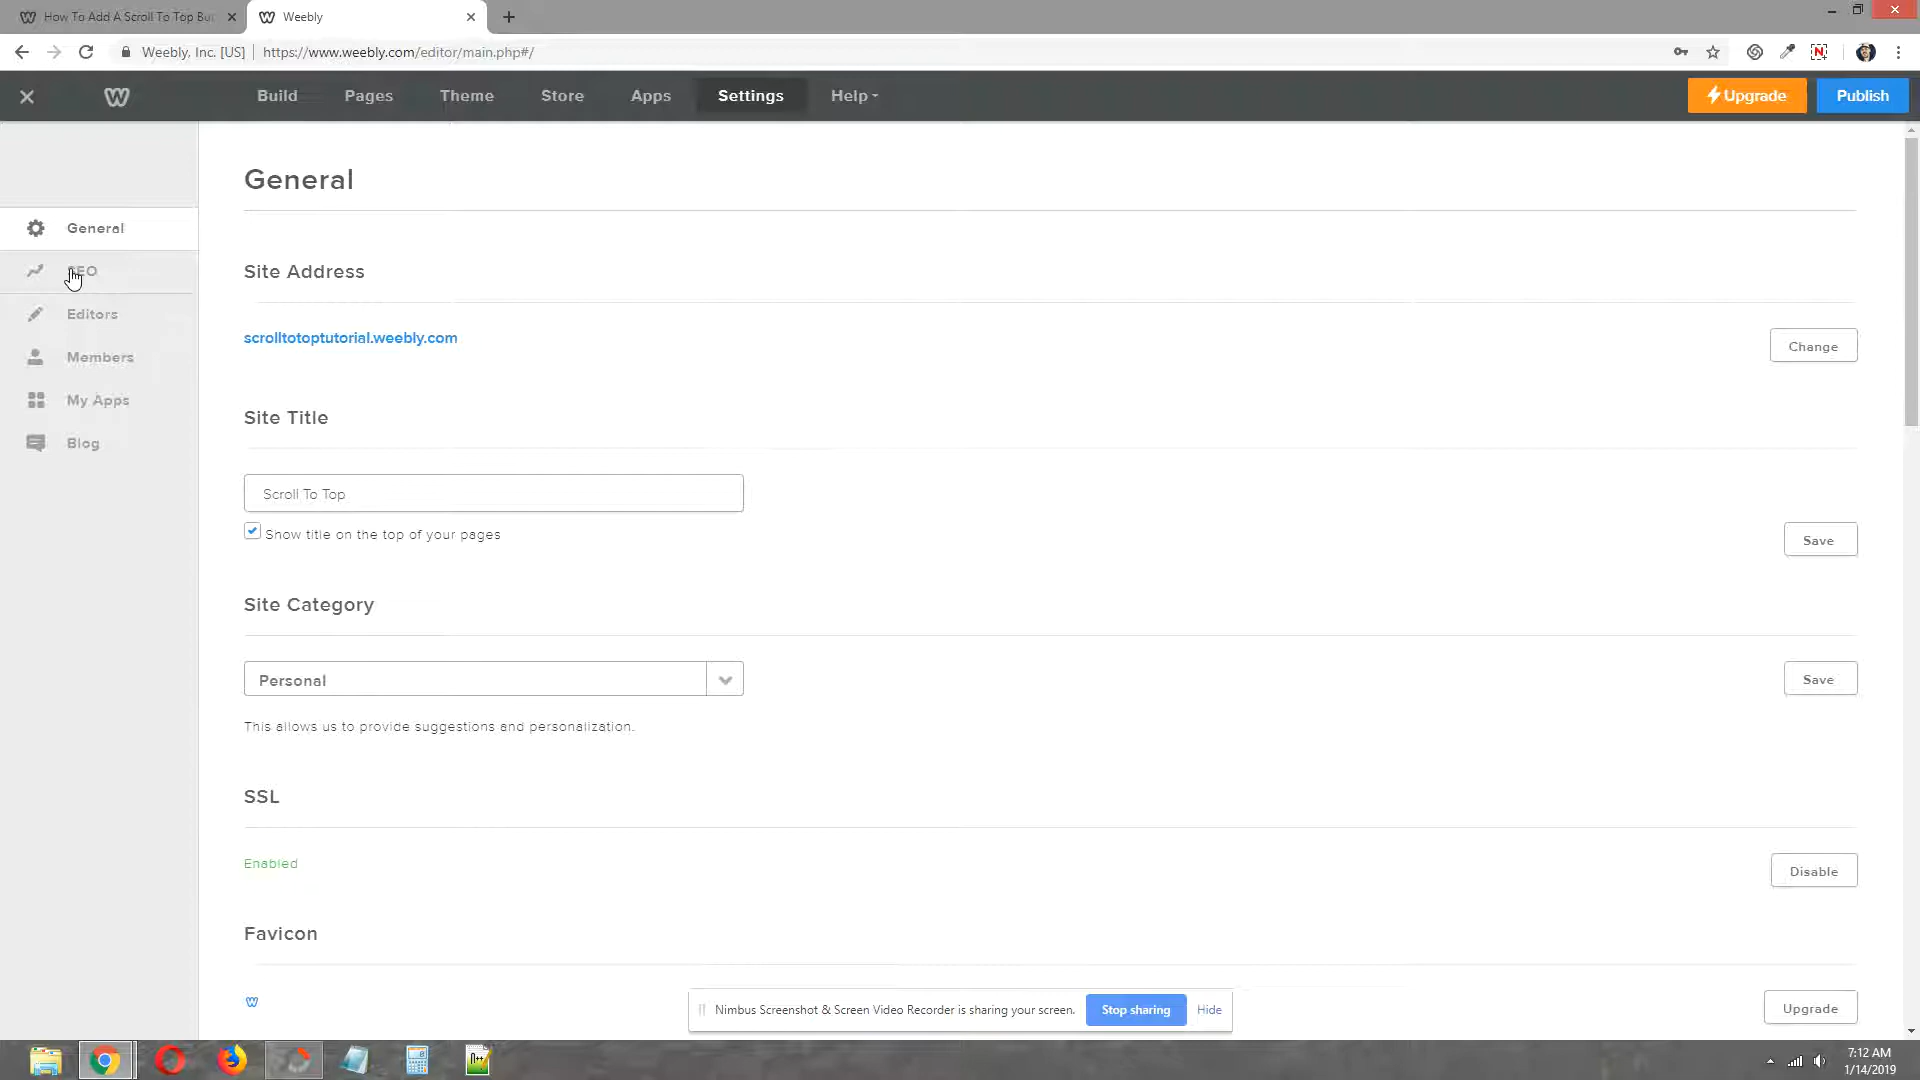 How To Add A Scroll To Top Bu
Weebly
Weebly, Inc. [US]
https://www.weebly.com/editor/main.php#/
Build
Pages
Theme
Store
Apps
Settings
Help
Upgrade
Publish
General
SEO
Editors
Members
My Apps
Blog
General
Site Address
scrolltotoptutorial.weebly.com
Change
Site Title
Scroll To Top
Show title on the top of your pages
Save
Site Category
Personal
Save
This allows us to provide suggestions and personalization.
SSL
Enabled
Disable
Favicon
Upgrade
Nimbus Screenshot & Screen Video Recorder is sharing your screen.
Stop sharing
Hide
7:12 AM
1/14/2019